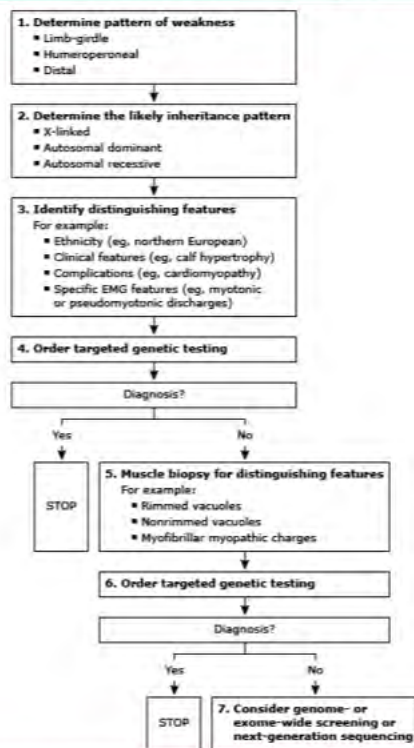 1. Determine pattern of weakness
▪ Limb-girdle
▪ Humeroperoneal
▪ Distal
2. Determine the likely inheritance pattern
▪ X-linked
▪ Autosomal dominant
▪ Autosomal recessive
3. Identify distinguishing features
For example:
▪ Ethnicity (eg, northern European)
▪ Clinical features (eg, calf hypertrophy)
▪ Complications (eg, cardiomyopathy)
▪ Specific EMG features (eg, myotonic
or pseudomyotonic discharges)
4. Order targeted genetic testing
Diagnosis?
Yes
No
STOP
5. Muscle biopsy for distinguishing features
For example:
▪ Rimmed vacuoles
▪ Nonrimmed vacuoles
▪ Myofibrillar myopathic charges
6. Order targeted genetic testing
Diagnosis?
Yes
No
STOP
7. Consider genome- or
exome-wide screening or
next-generation sequencing